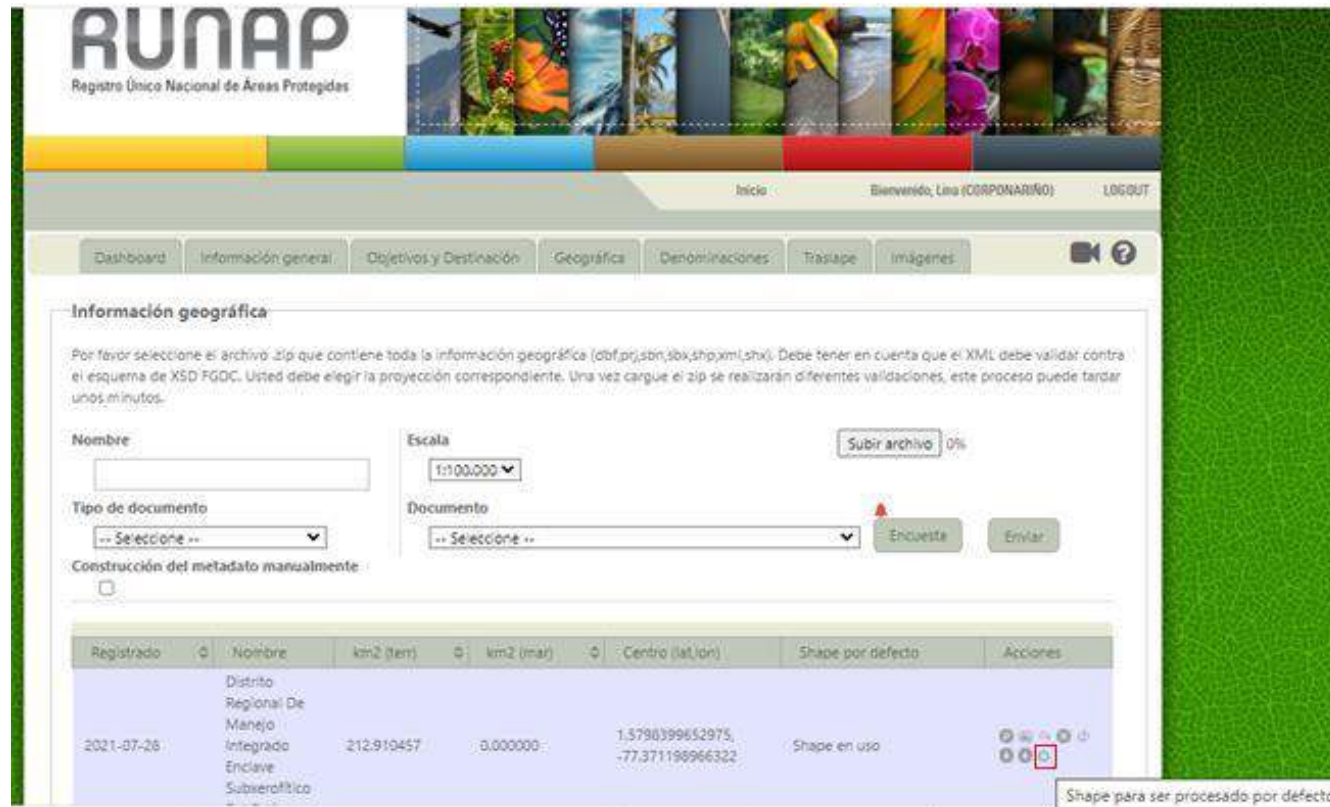 RUNAP
Registro Único Nacional de Áreas Protegidas
Inicio
Bienvenido, Lina (CORPONARIÑO)
LOGOUT
Dashboard
Información general
Objetivos y Destinación
Geográfica
Denominaciones
Traslape
Imágenes
Información geográfica
Por favor seleccione el archivo .zip que contiene toda la información geográfica (dbf,prj,sbn,sbx,shp,xml,shx). Debe tener en cuenta que el XML debe validar contra
el esquema de XSD FGDC. Usted debe elegir la proyección correspondiente. Una vez cargue el zip se realizarán diferentes validaciones, este proceso puede tardar
unos minutos.
Nombre
Escala
Subir archivo 0%
1:100.000
Tipo de documento
Documento
-- Seleccione --
-- Seleccione --
Encuesta
Enviar
Construcción del metadato manualmente
Registrado
Nombre
km2 (terr)
km2 (mar)
Centro (lat,lon)
Shape por defecto
Acciones
2021-07-28
Distrito
Regional De
Manejo
Integrado
Enclave
Subxerofítico
212.910457
0.000000
1.5798399652975,
-77.371198966322
Shape en uso
Shape para ser procesado por defecto